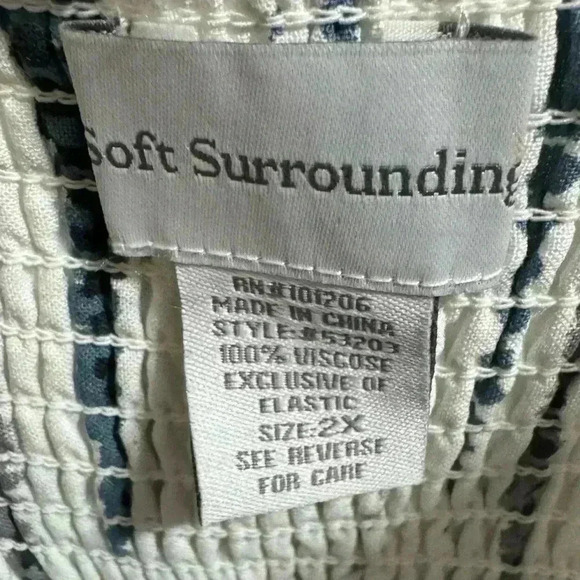 Soft Surrounding
RN#101206
MADE IN CHINA
STYLE:#53203
100% VISCOSE
EXCLUSIVE OF
ELASTIC
SIZE:2X
SEE REVERSE
FOR CARE